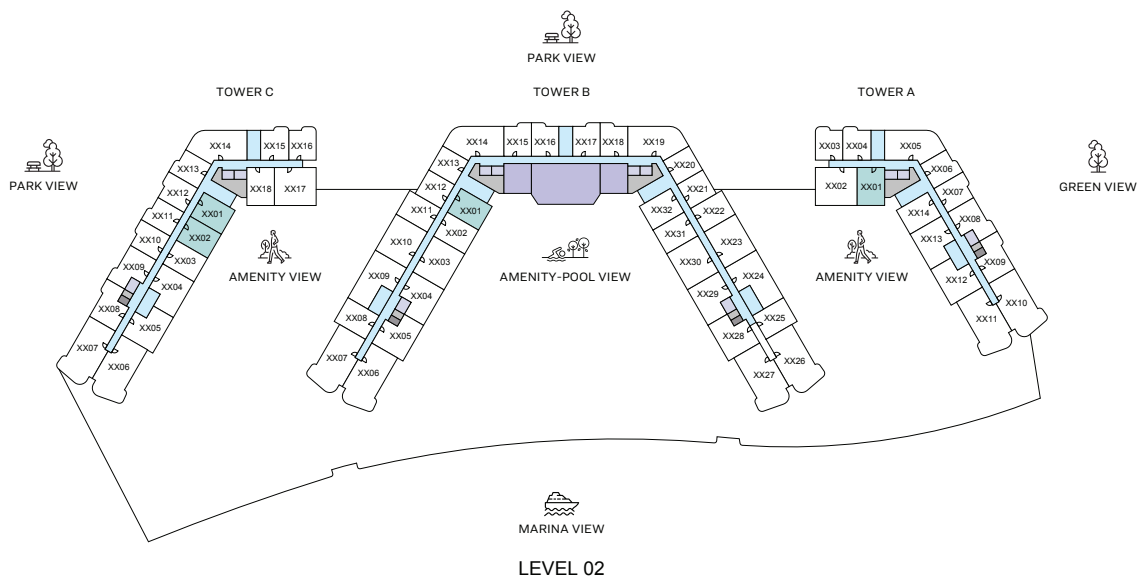 PARK VIEW
TOWER C
TOWER B
TOWER A
PARK VIEW
GREEN VIEW
XX14
XX15
XX16
XX13
XX12
XX11
XX10
XX09
XX08
XX07
XX06
XX05
XX04
XX03
XX02
XX01
XX18
XX17
AMENITY VIEW
XX14
XX15
XX16
XX17
XX18
XX19
XX13
XX12
XX11
XX10
XX09
XX08
XX07
XX06
XX05
XX04
XX03
XX02
XX01
XX20
XX21
XX22
XX23
XX24
XX25
XX26
XX27
XX28
XX29
XX30
XX31
XX32
AMENITY-POOL VIEW
XX03
XX04
XX05
XX02
XX01
XX06
XX07
XX08
XX09
XX10
XX11
XX12
XX13
XX14
AMENITY VIEW
MARINA VIEW
LEVEL 02